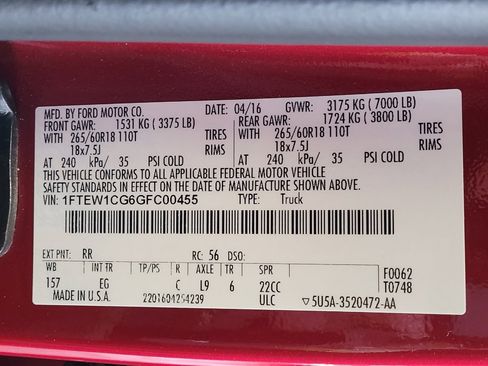 MFD. BY FORD MOTOR CO. DATE: 04/16 GVWR: 3175 KG ( 7000 LB)
FRONT GAWR: 1531 KG ( 3375 LB) REAR GAWR: 1724 KG ( 3800 LB)
WITH 265/60R18 110T TIRES WITH 265/60R18 110T TIRES
18x7.5J RIMS 18x7.5J RIMS
AT 240 kPa/ 35 PSI COLD AT 240 kPa/ 35 PSI COLD
THIS VEHICLE CONFORMS TO ALL APPLICABLE FEDERAL MOTOR VEHICLE
SAFETY STANDARDS IN EFFECT ON THE DATE OF MANUFACTURE SHOWN ABOVE.
VIN: 1FTEW1CG6GFC00455 TYPE: Truck
EXT PNT: RR RC: 56 DSO:
WB INT TR TP/PS R AXLE TR SPR F0062
157 EG C L9 6 22CC T0748
MADE IN U.S.A. 2201604254239 ULC ▽5U5A-3520472-AA